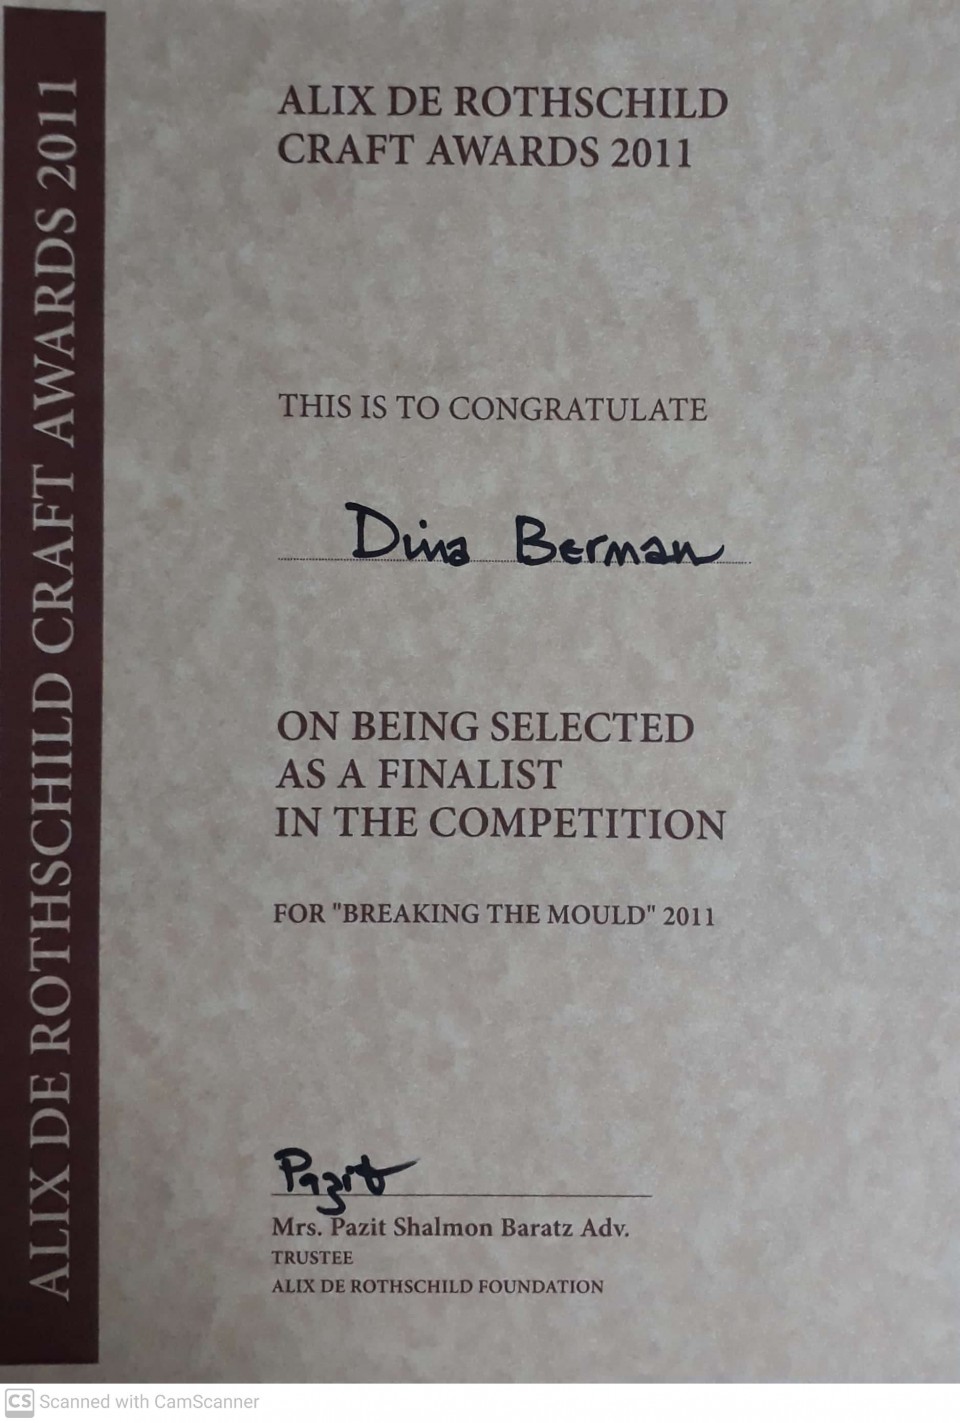 ALIX DE ROTHSCHILD CRAFT AWARDS 2011
ALIX DE ROTHSCHILD
CRAFT AWARDS 2011
THIS IS TO CONGRATULATE
Dina Berman
ON BEING SELECTED
AS A FINALIST
IN THE COMPETITION
FOR "BREAKING THE MOULD" 2011
Pazit
Mrs. Pazit Shalmon Baratz Adv.
TRUSTEE
ALIX DE ROTHSCHILD FOUNDATION
CS Scanned with CamScanner